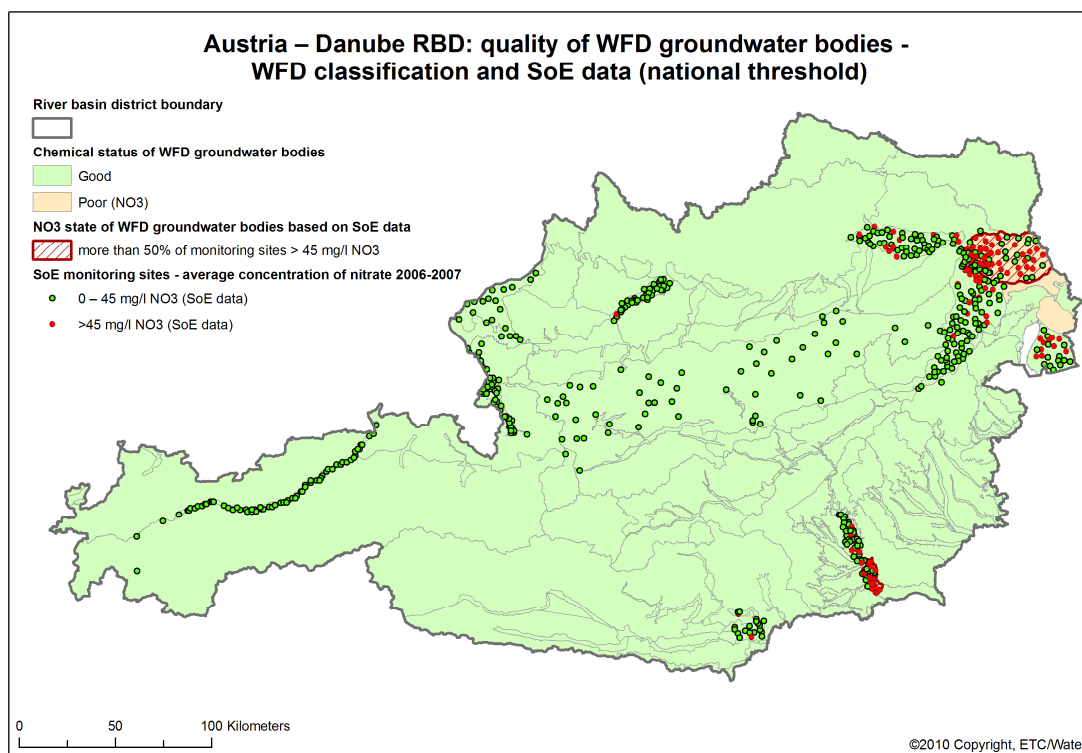 Austria – Danube RBD: quality of WFD groundwater bodies -
WFD classification and SoE data (national threshold)
River basin district boundary
Chemical status of WFD groundwater bodies
Good
Poor (NO3)
NO3 state of WFD groundwater bodies based on SoE data
more than 50% of monitoring sites > 45 mg/l NO3
SoE monitoring sites - average concentration of nitrate 2006-2007
0 – 45 mg/l NO3 (SoE data)
>45 mg/l NO3 (SoE data)
0 50 100 Kilometers
©2010 Copyright, ETC/Wate